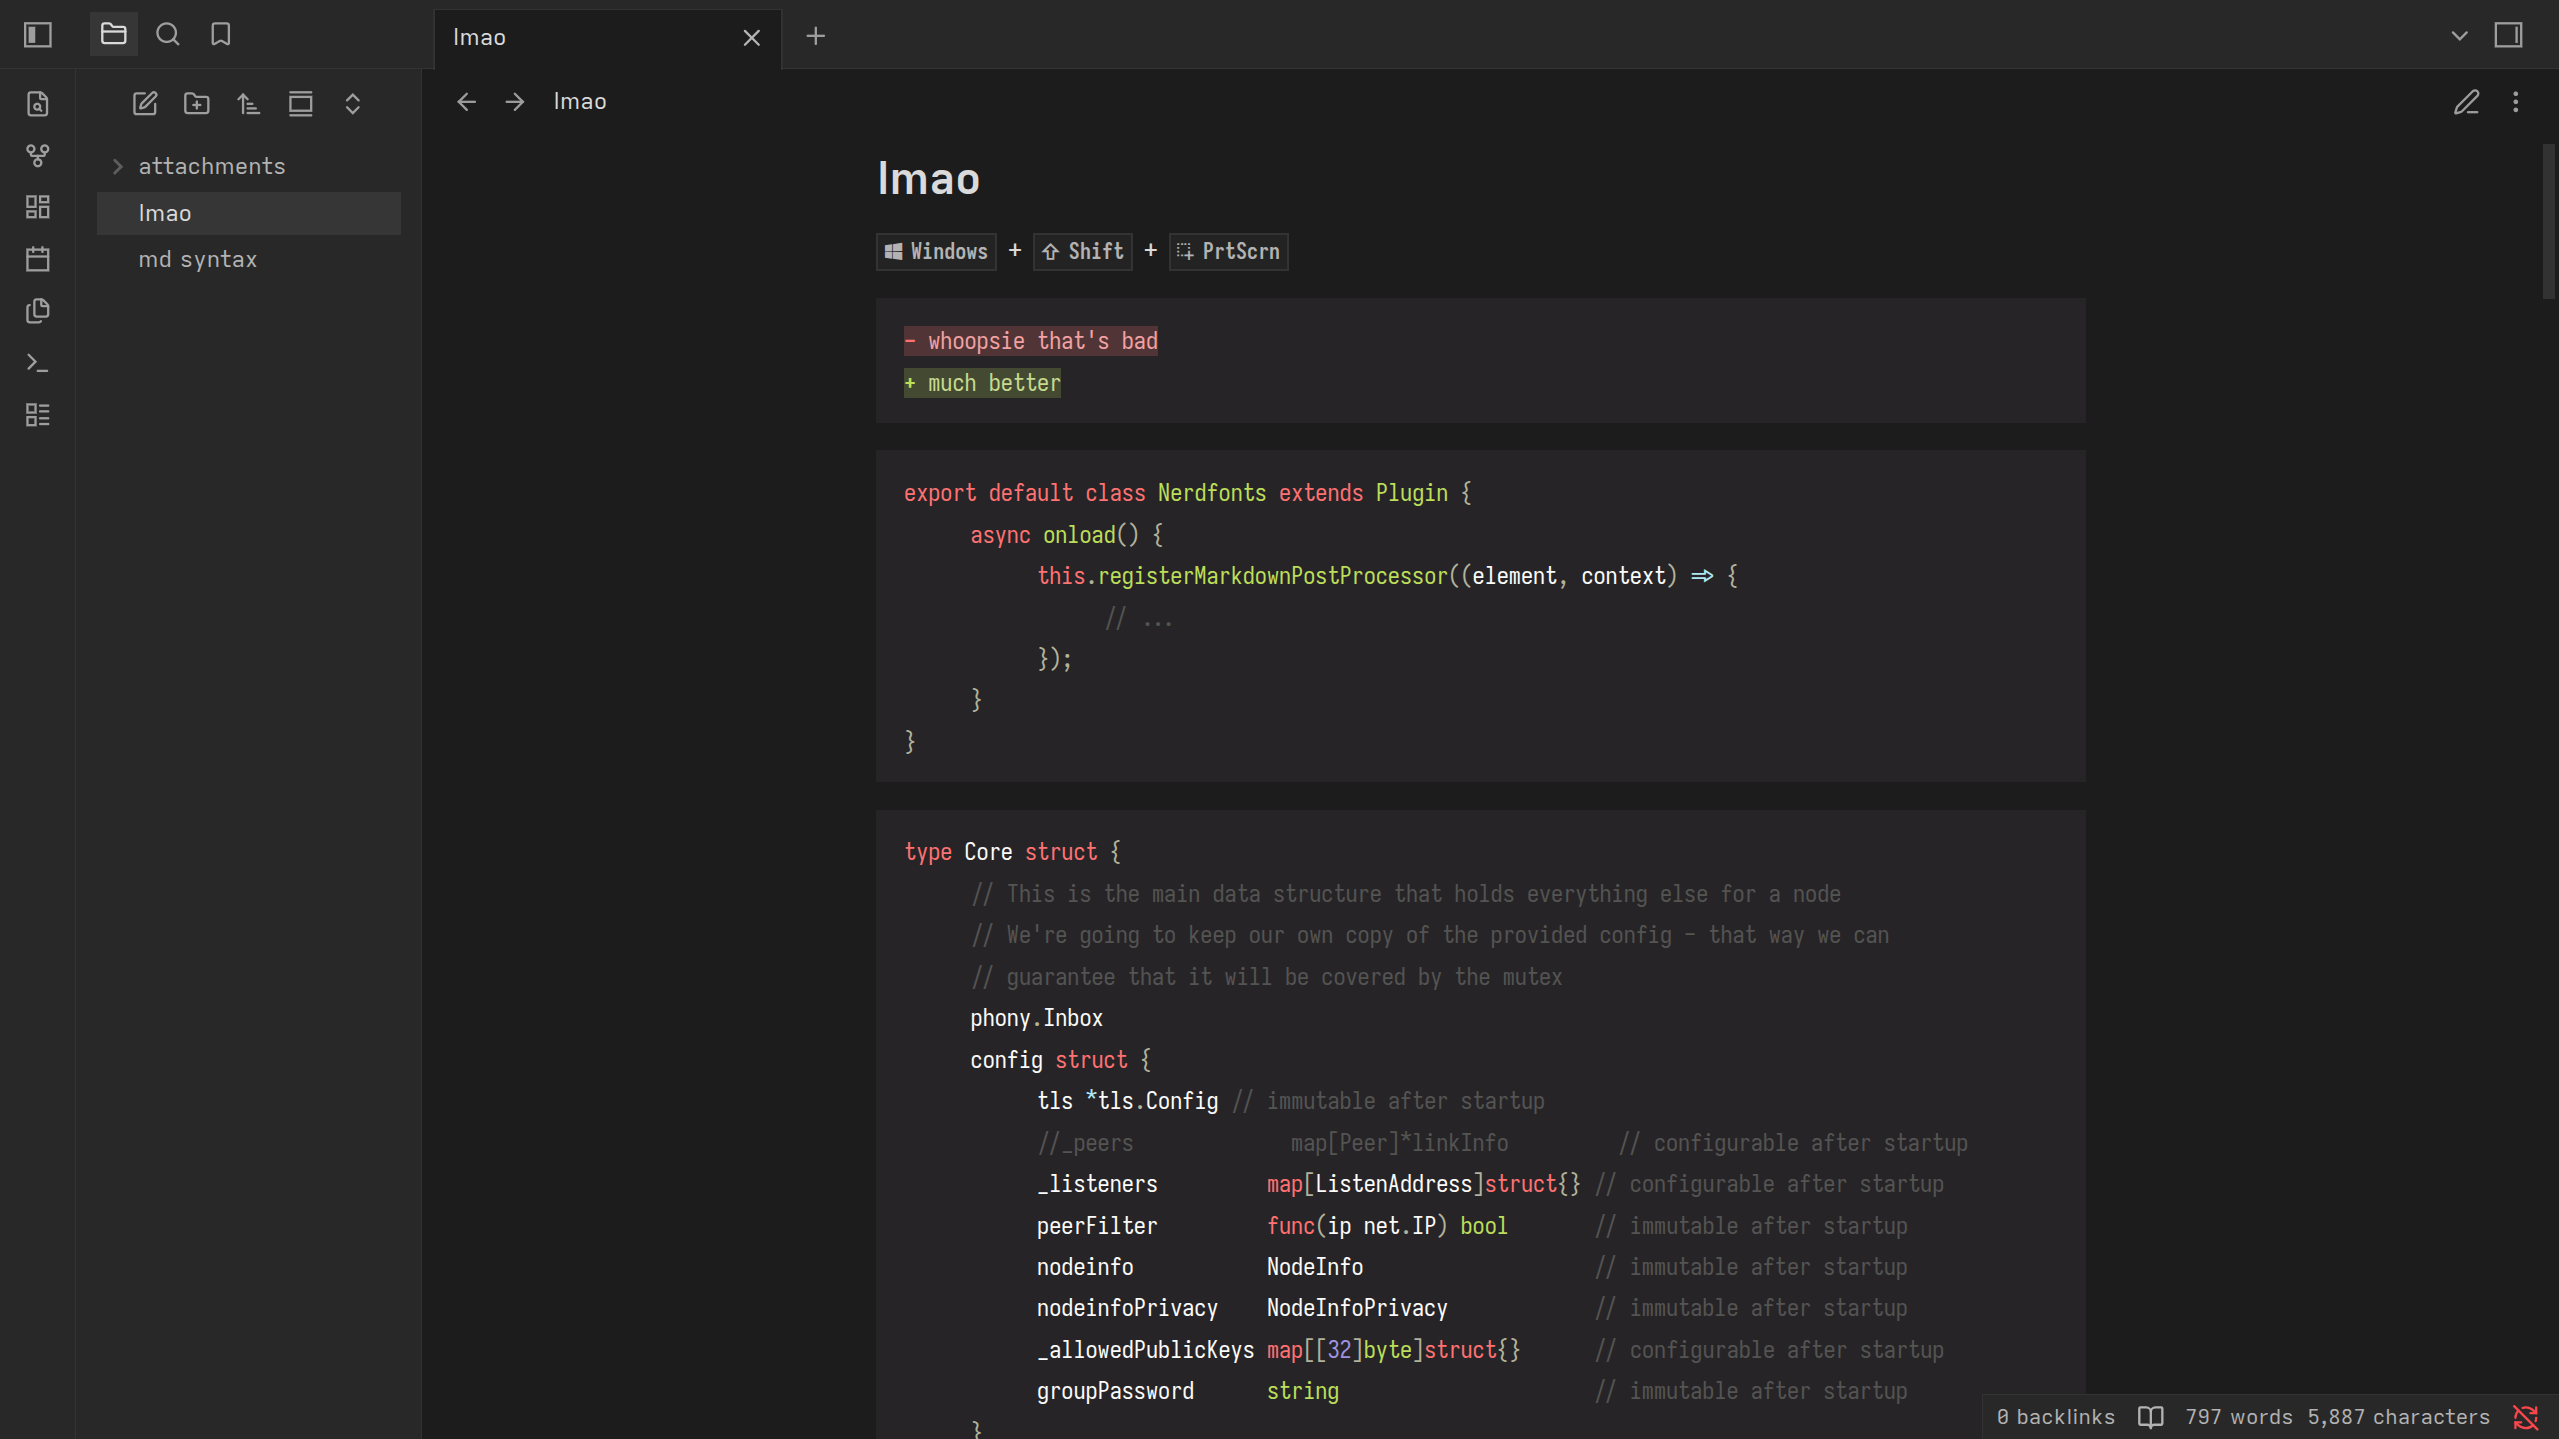 lmao
lmao
attachments
lmao
md syntax
lmao
Windows + Shift + PrtScrn
- whoopsie that's bad
+ much better
export default class Nerdfonts extends Plugin {
async onload() {
this.registerMarkdownPostProcessor((element, context) => {
// ...
});
}
}
type Core struct {
// This is the main data structure that holds everything else for a node
// We're going to keep our own copy of the provided config - that way we can
// guarantee that it will be covered by the mutex
phony.Inbox
config struct {
tls *tls.Config // immutable after startup
//_peers             map[Peer]*linkInfo         // configurable after startup
_listeners         map[ListenAddress]struct{} // configurable after startup
peerFilter         func(ip net.IP) bool       // immutable after startup
nodeinfo           NodeInfo                   // immutable after startup
nodeinfoPrivacy    NodeInfoPrivacy            // immutable after startup
_allowedPublicKeys map[[32]byte]struct{}      // configurable after startup
groupPassword      string                     // immutable after startup
}
0 backlinks 797 words 5,887 characters